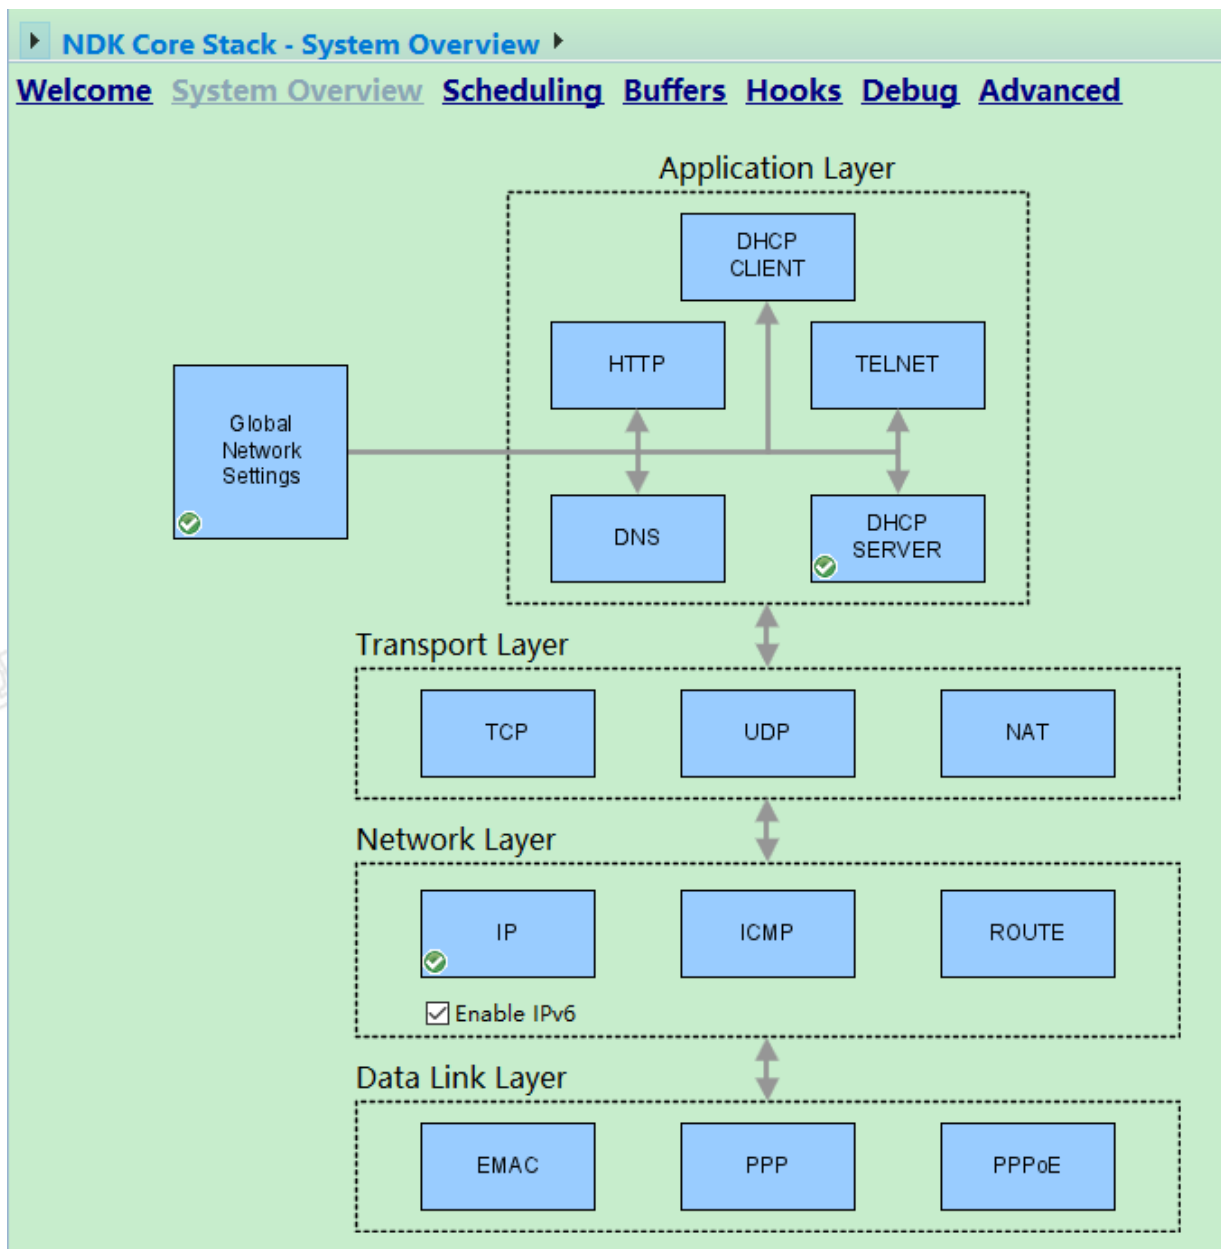 NDK Core Stack - System Overview
Welcome System Overview Scheduling Buffers Hooks Debug Advanced
Application Layer
DHCP
CLIENT
HTTP
TELNET
Global
Network
Settings
DNS
DHCP
SERVER
Transport Layer
TCP
UDP
NAT
Network Layer
IP
ICMP
ROUTE
Enable IPv6
Data Link Layer
EMAC
PPP
PPPoE